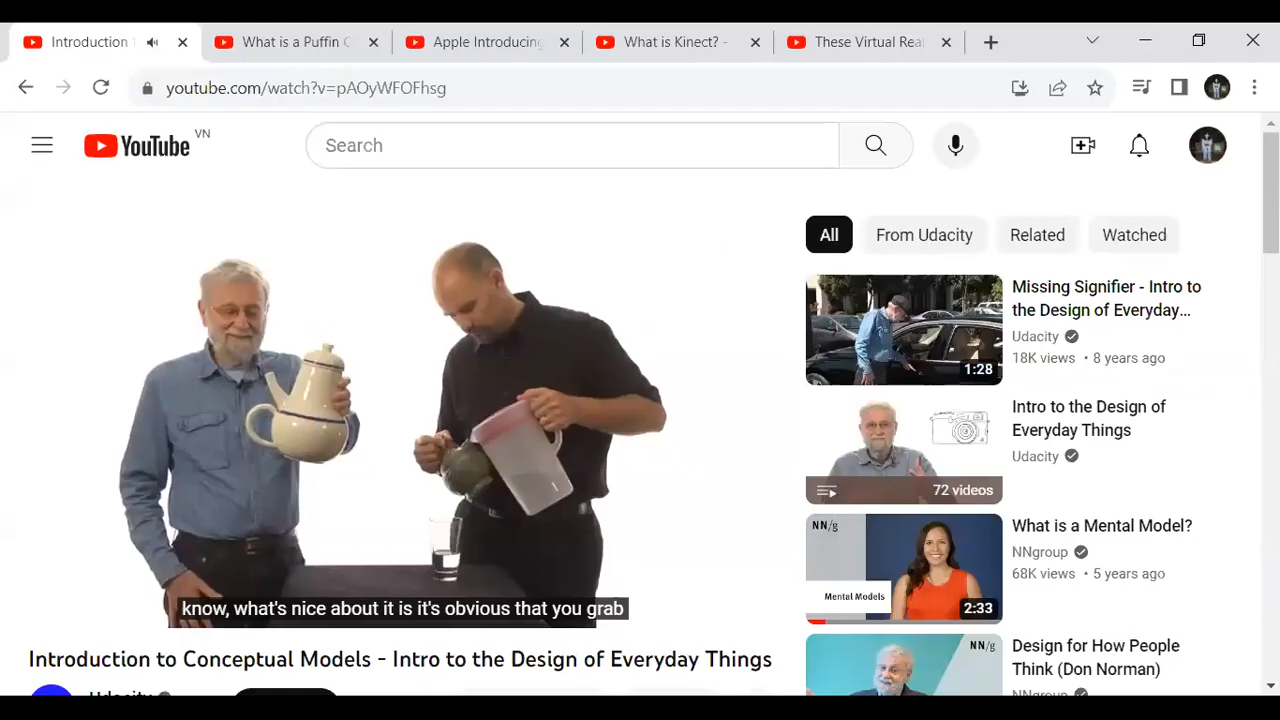 Introduction
What is a Puffin
Apple Introducing
What is Kinect? -
These Virtual Rea
youtube.com/watch?v=pAOyWFOFhsg
YouTube VN
Search
All
From Udacity
Related
Watched
Missing Signifier - Intro to
the Design of Everyday...
Udacity
18K views • 8 years ago
1:28
Intro to the Design of
Everyday Things
Udacity
72 videos
NN/g
Mental Models
2:33
What is a Mental Model?
NNgroup
68K views • 5 years ago
NN/g
Design for How People
Think (Don Norman)
NNgroup
know, what's nice about it is it's obvious that you grab
Introduction to Conceptual Models - Intro to the Design of Everyday Things
Udacity